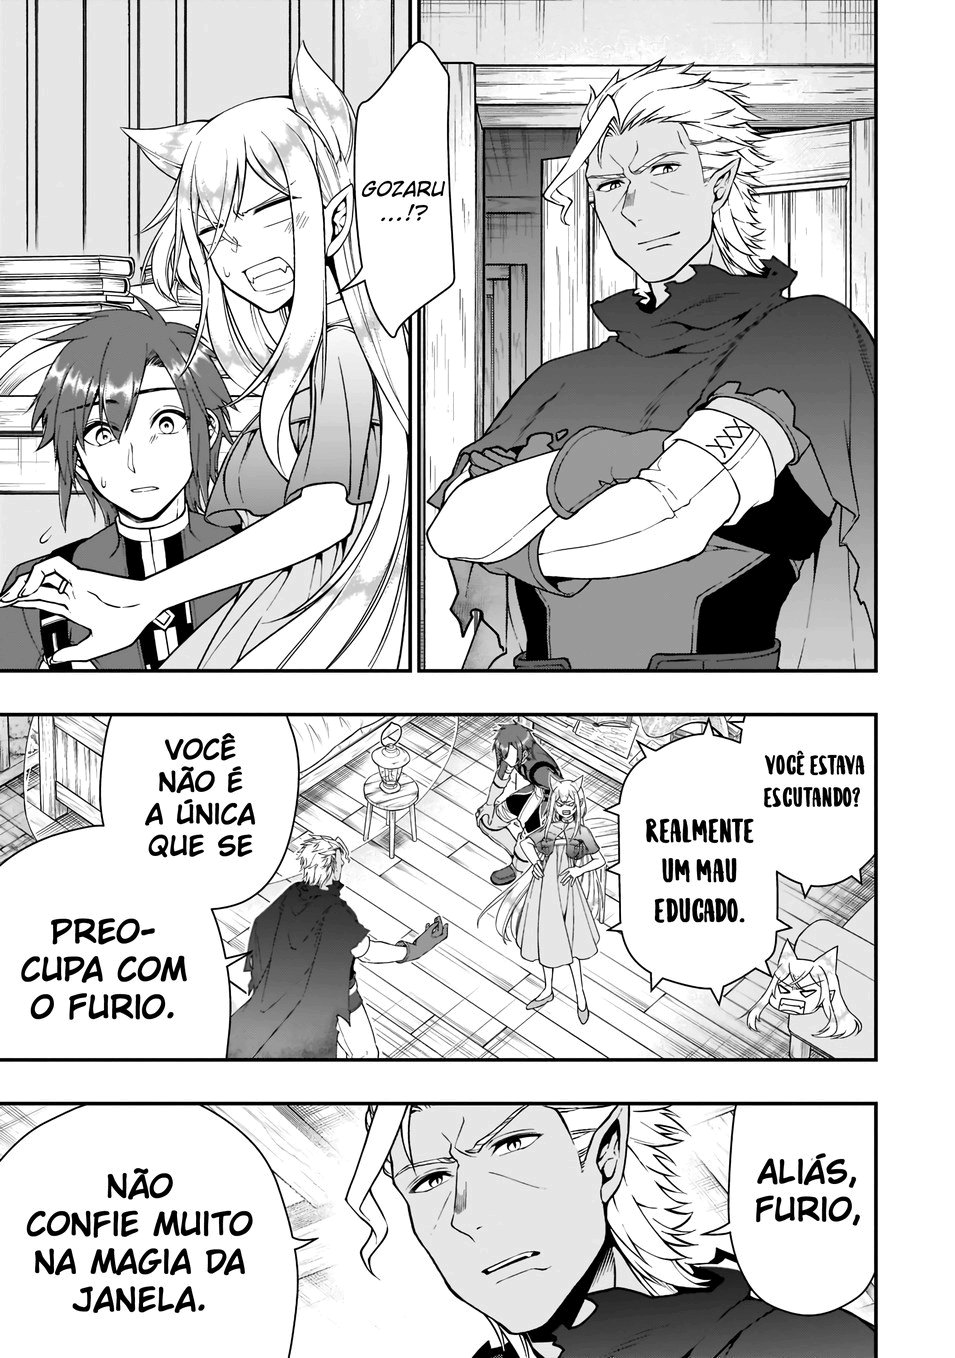 GOZARU
...!?
VOCÊ ESTAVA
ESCUTANDO?
REALMENTE
UM MAU
EDUCADO.
VOCÊ
NÃO É
A ÚNICA
QUE SE
PREO-
CUPA COM
O FURIO.
ALIÁS,
FURIO,
NÃO
CONFIE MUITO
NA MAGIA DA
JANELA.